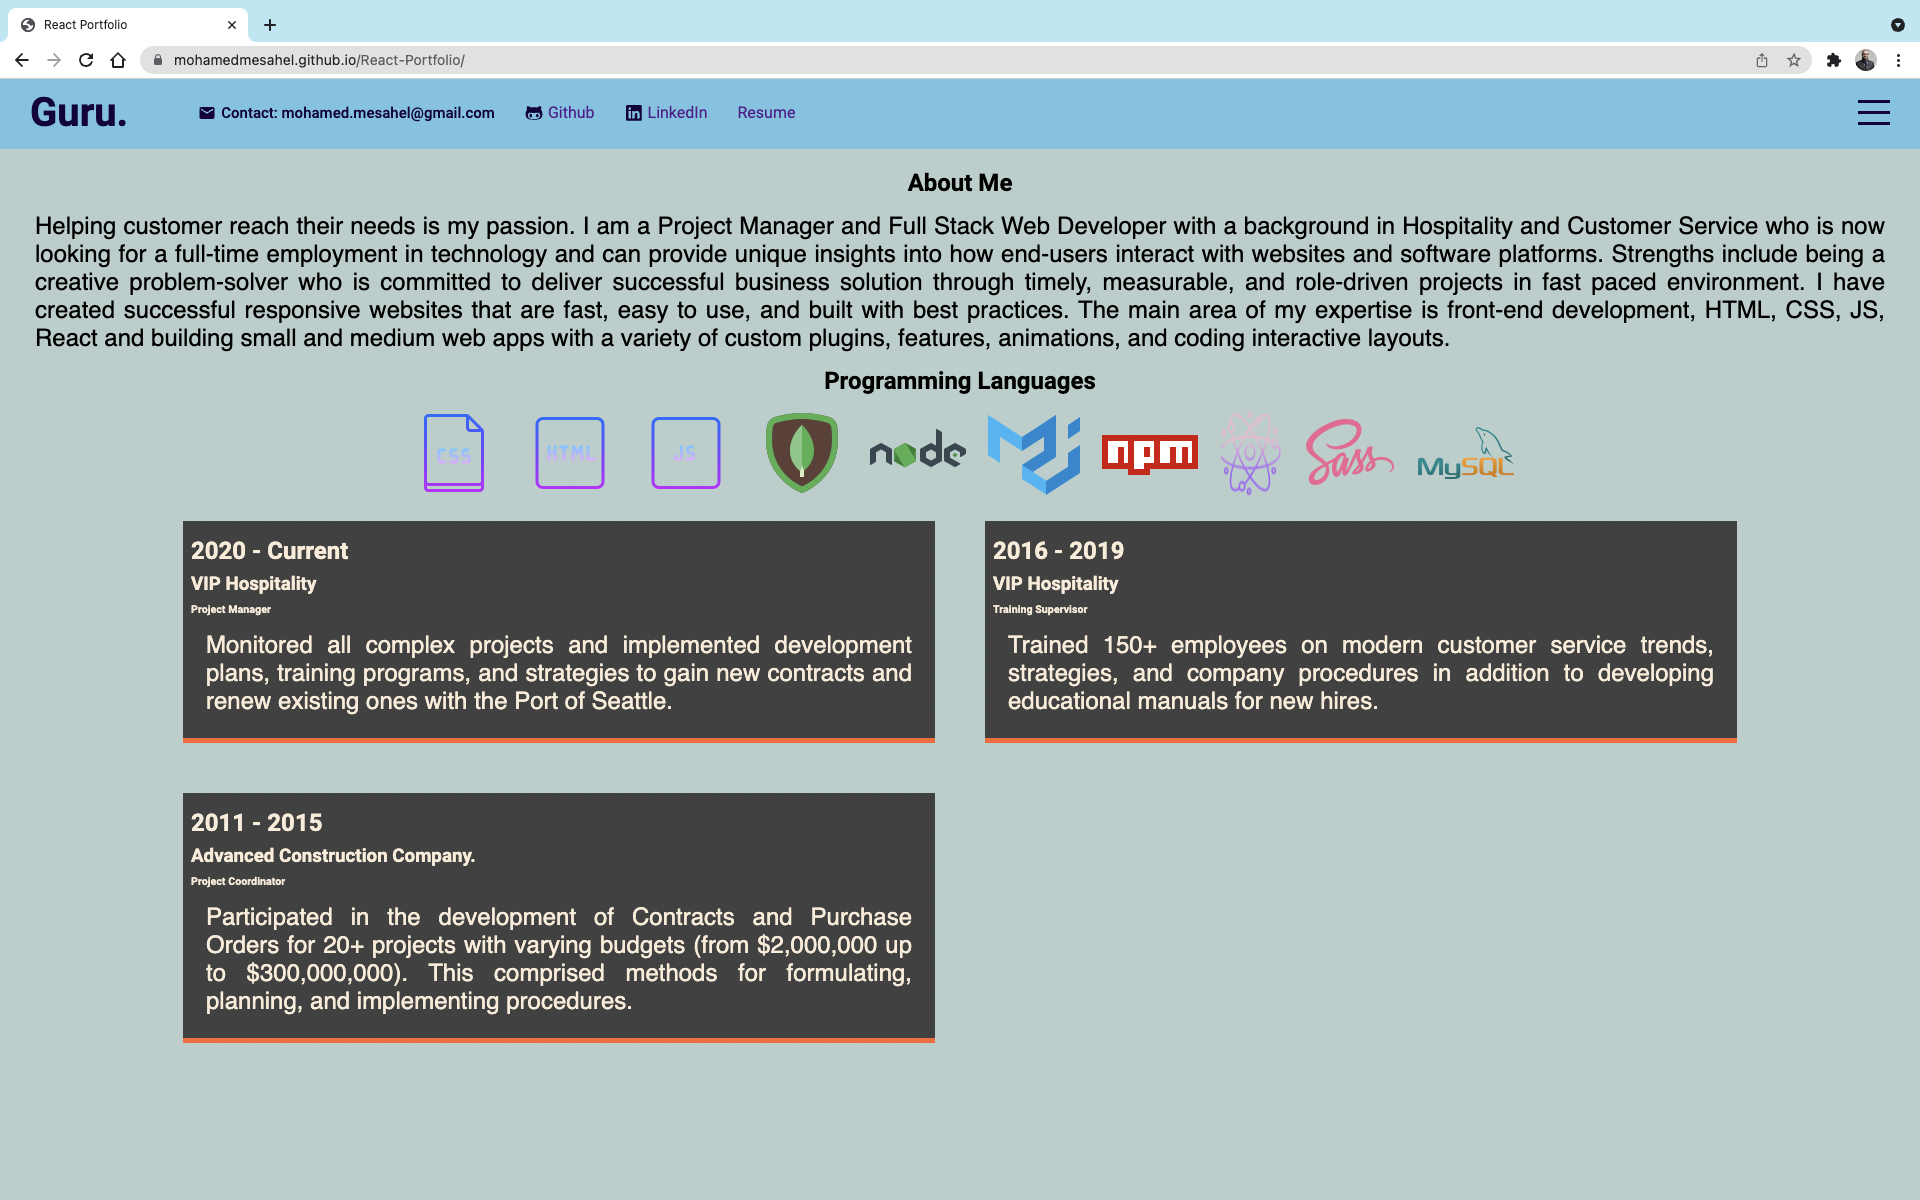 React Portfolio
mohamedmesahel.github.io/React-Portfolio/
Guru.
Contact: mohamed.mesahel@gmail.com Github LinkedIn Resume
About Me
Helping customer reach their needs is my passion. I am a Project Manager and Full Stack Web Developer with a background in Hospitality and Customer Service who is now
looking for a full-time employment in technology and can provide unique insights into how end-users interact with websites and software platforms. Strengths include being a
creative problem-solver who is committed to deliver successful business solution through timely, measurable, and role-driven projects in fast paced environment. I have
created successful responsive websites that are fast, easy to use, and built with best practices. The main area of my expertise is front-end development, HTML, CSS, JS,
React and building small and medium web apps with a variety of custom plugins, features, animations, and coding interactive layouts.
Programming Languages
CSS HTML JS node npm Sass MySQL
2020 - Current
VIP Hospitality
Project Manager
Monitored all complex projects and implemented development
plans, training programs, and strategies to gain new contracts and
renew existing ones with the Port of Seattle.
2016 - 2019
VIP Hospitality
Training Supervisor
Trained 150+ employees on modern customer service trends,
strategies, and company procedures in addition to developing
educational manuals for new hires.
2011 - 2015
Advanced Construction Company.
Project Coordinator
Participated in the development of Contracts and Purchase
Orders for 20+ projects with varying budgets (from $2,000,000 up
to $300,000,000). This comprised methods for formulating,
planning, and implementing procedures.